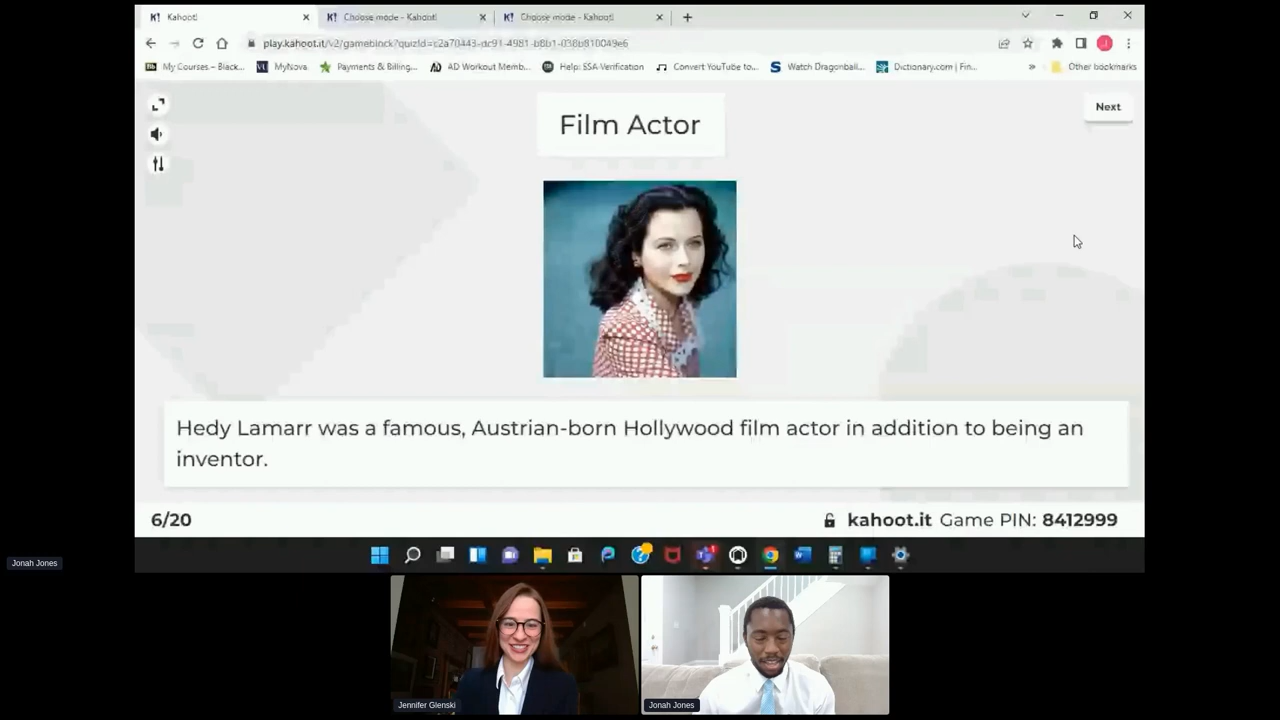 Kahoot!
Choose mode - Kahoot!
Choose mode - Kahoot!
play.kahoot.it/v2/gameblock?quizId=c2a70443-dc91-4981-b8b1-038b810049e6
Bb My Courses – Black...
VL MyNova
Payments & Billing...
AD Workout Memb...
Help: SSA-Verification
Convert YouTube to...
S Watch Dragonball...
Dictionary.com | Fin...
»
Other bookmarks
Film Actor
Next
Hedy Lamarr was a famous, Austrian-born Hollywood film actor in addition to being an
inventor.
6/20
kahoot.it Game PIN: 8412999
Jonah Jones
Jennifer Glenski
Jonah Jones